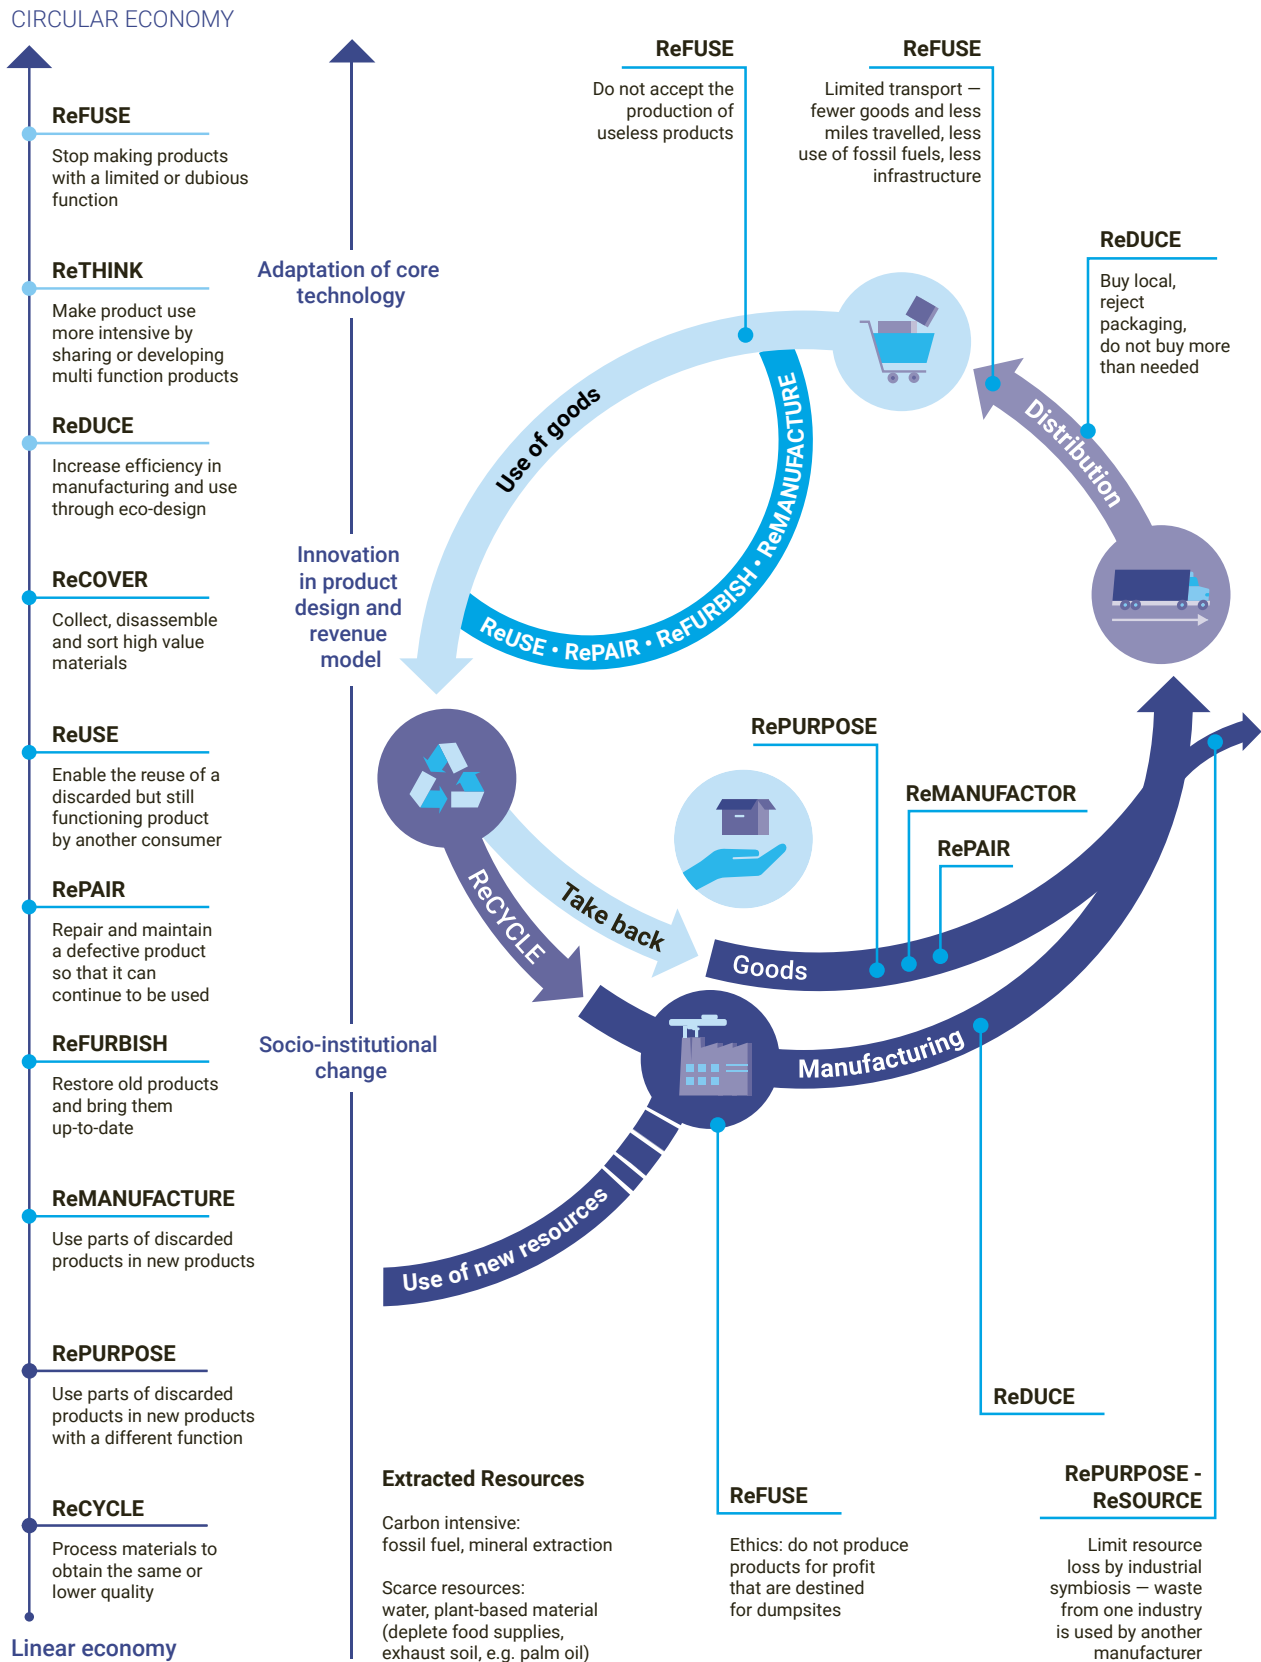 CIRCULAR ECONOMY
ReFUSE
Stop making products
with a limited or dubious
function
ReTHINK
Make product use
more intensive by
sharing or developing
multi function products
ReDUCE
Increase efficiency in
manufacturing and use
through eco-design
ReCOVER
Collect, disassemble
and sort high value
materials
ReUSE
Enable the reuse of a
discarded but still
functioning product
by another consumer
RePAIR
Repair and maintain
a defective product
so that it can
continue to be used
ReFURBISH
Restore old products
and bring them
up-to-date
ReMANUFACTURE
Use parts of discarded
products in new products
RePURPOSE
Use parts of discarded
products in new products
with a different function
ReCYCLE
Process materials to
obtain the same or
lower quality
Linear economy
Adaptation of core
technology
Innovation
in product
design and
revenue
model
Socio-institutional
change
ReFUSE
Do not accept the
production of
useless products
ReFUSE
Limited transport —
fewer goods and less
miles travelled, less
use of fossil fuels, less
infrastructure
ReDUCE
Buy local,
reject
packaging,
do not buy more
than needed
Use of goods
ReUSE • RePAIR • ReFURBISH • ReMANUFACTURE
Distribution
RePURPOSE
ReMANUFACTOR
RePAIR
ReCYCLE
Take back
Goods
Manufacturing
Use of new resources
ReDUCE
Extracted Resources
Carbon intensive:
fossil fuel, mineral extraction
Scarce resources:
water, plant-based material
(deplete food supplies,
exhaust soil, e.g. palm oil)
ReFUSE
Ethics: do not produce
products for profit
that are destined
for dumpsites
RePURPOSE -
ReSOURCE
Limit resource
loss by industrial
symbiosis — waste
from one industry
is used by another
manufacturer